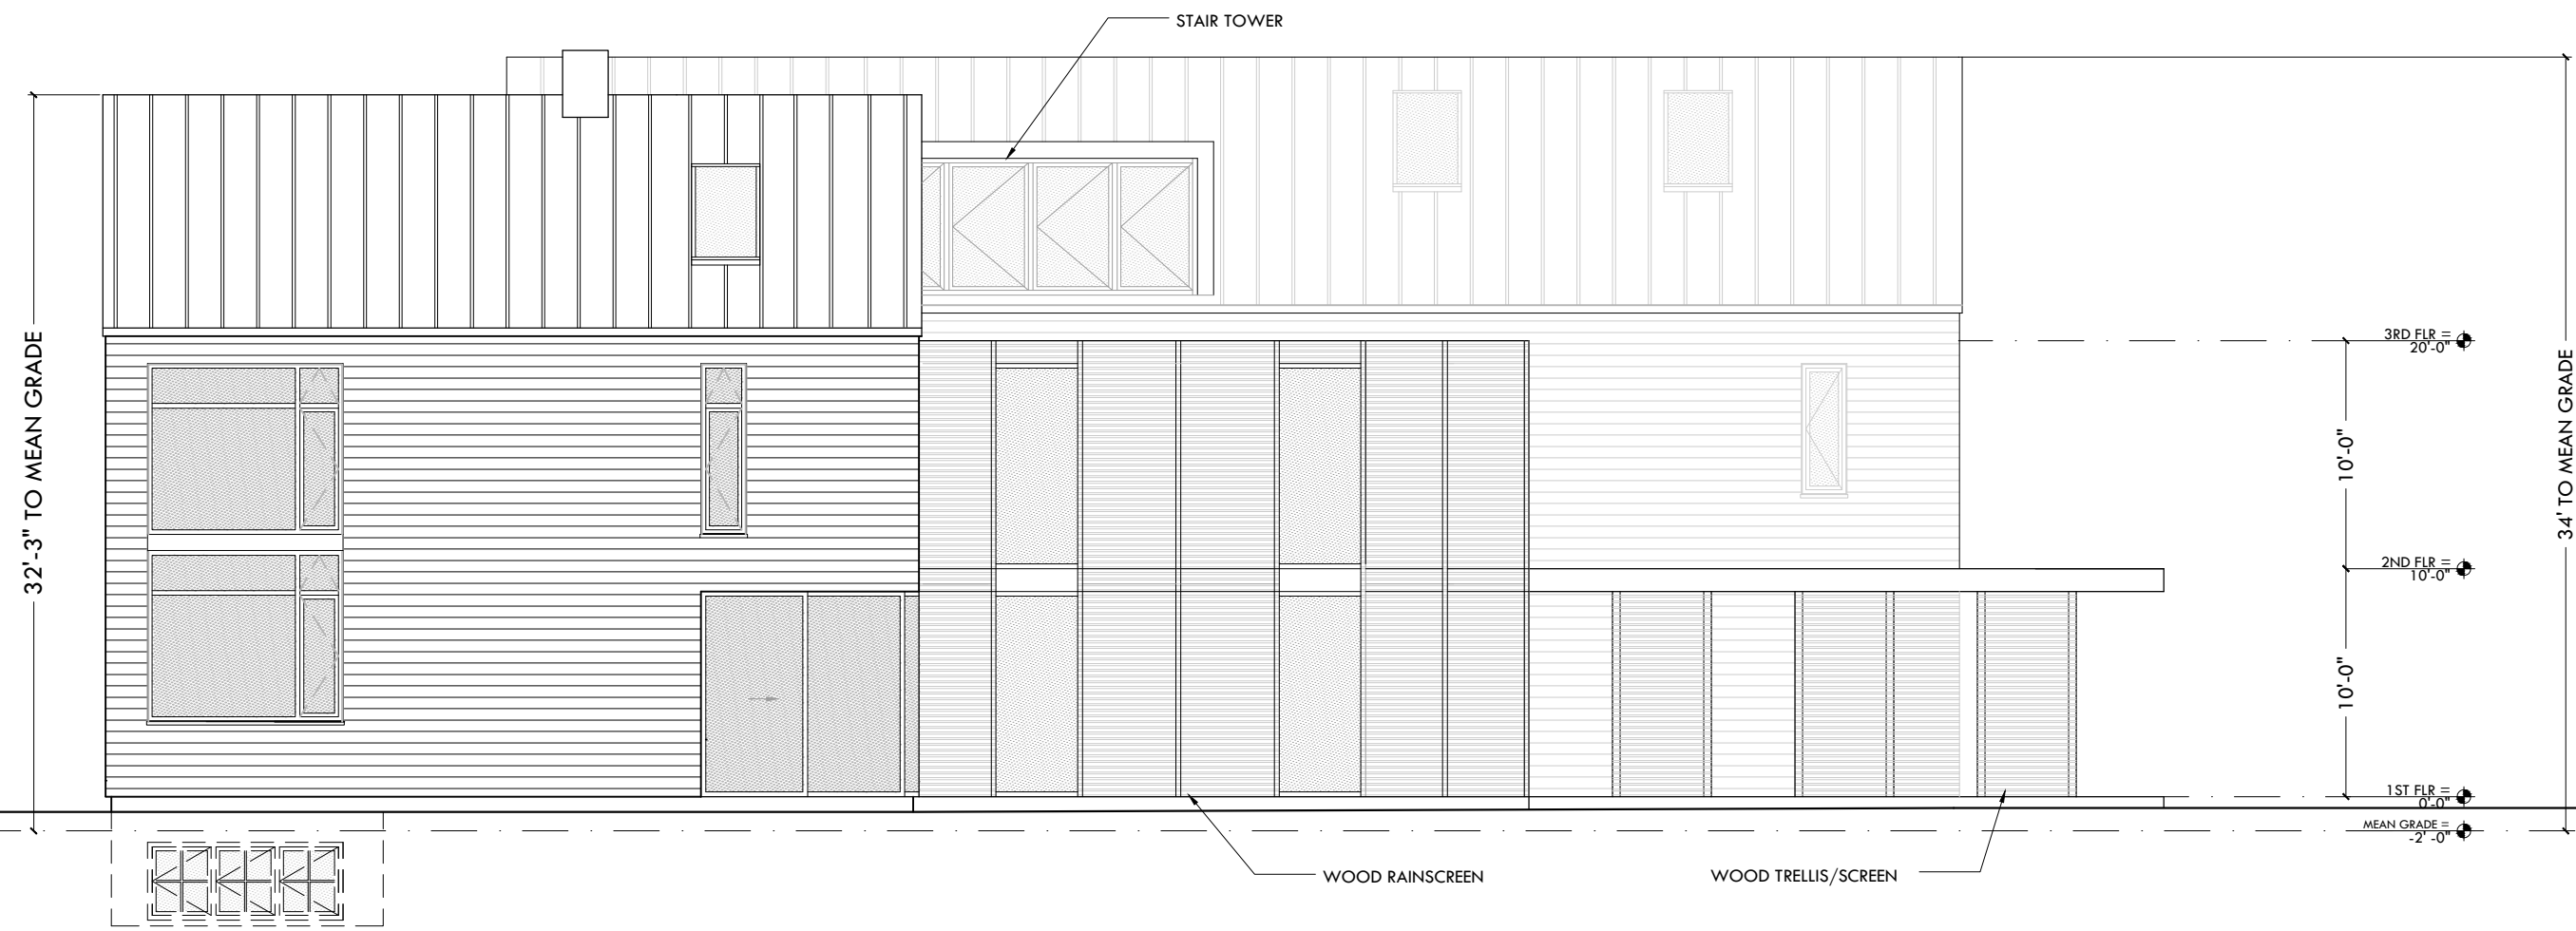 STAIR TOWER
32'-3" TO MEAN GRADE
34' TO MEAN GRADE
3RD FLR =
20'-0"
10'-0"
2ND FLR =
10'-0"
10'-0"
1ST FLR =
0'-0"
MEAN GRADE =
-2' -0"
WOOD RAINSCREEN
WOOD TRELLIS/SCREEN